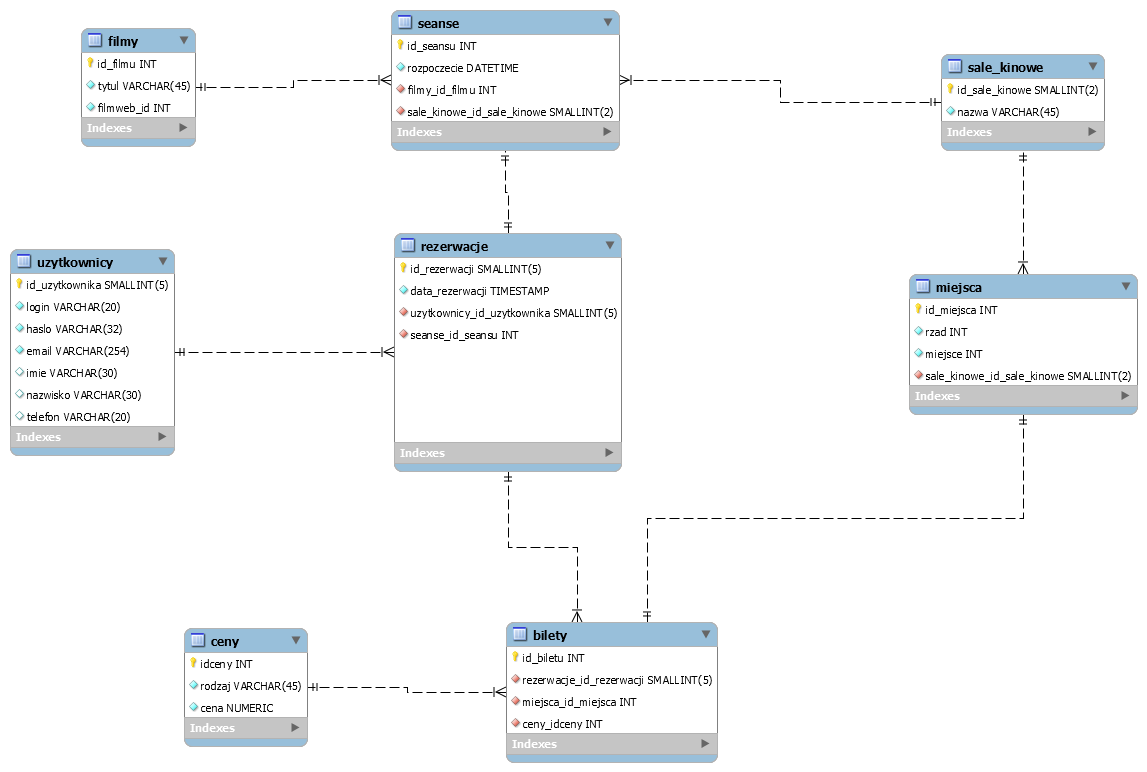 filmy
id_filmu INT
tytul VARCHAR(45)
filmweb_id INT
Indexes
seanse
id_seansu INT
rozpoczecie DATETIME
filmy_id_filmu INT
sale_kinowe_id_sale_kinowe SMALLINT(2)
Indexes
sale_kinowe
id_sale_kinowe SMALLINT(2)
nazwa VARCHAR(45)
Indexes
uzytkownicy
id_uzytkownika SMALLINT(5)
login VARCHAR(20)
haslo VARCHAR(32)
email VARCHAR(254)
imie VARCHAR(30)
nazwisko VARCHAR(30)
telefon VARCHAR(20)
Indexes
rezerwacje
id_rezerwacji SMALLINT(5)
data_rezerwacji TIMESTAMP
uzytkownicy_id_uzytkownika SMALLINT(5)
seanse_id_seansu INT
Indexes
miejsca
id_miejsca INT
rzad INT
miejsce INT
sale_kinowe_id_sale_kinowe SMALLINT(2)
Indexes
ceny
idceny INT
rodzaj VARCHAR(45)
cena NUMERIC
Indexes
bilety
id_biletu INT
rezerwacje_id_rezerwacji SMALLINT(5)
miejsca_id_miejsca INT
ceny_idceny INT
Indexes